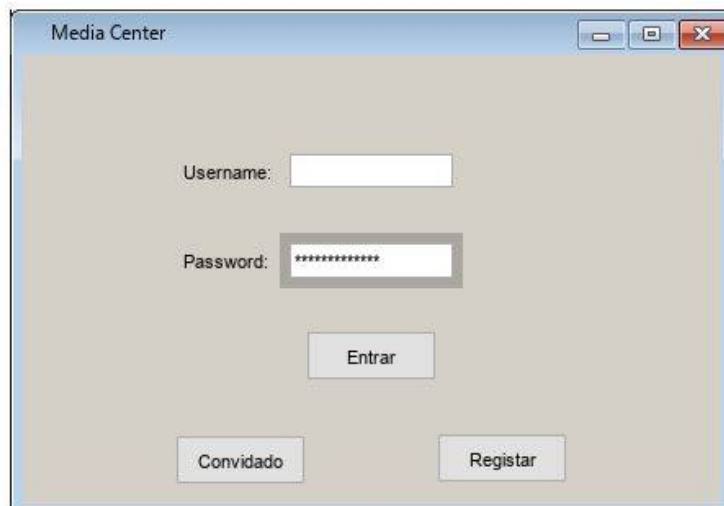 Media Center
Username:
Password: *************
Entrar
Convidado Registar